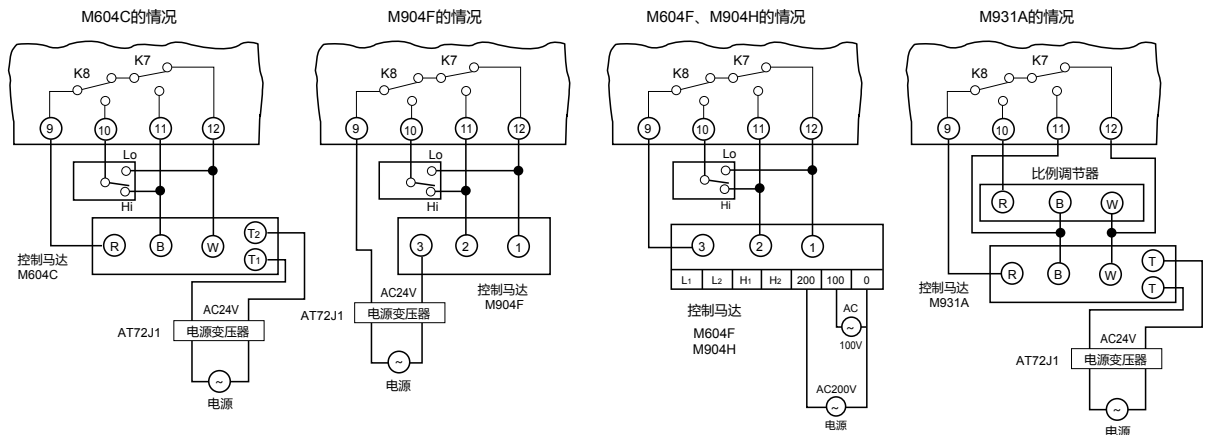 M604C的情况
K8
K7
9
10
11
12
Lo
Hi
R
B
W
T2
T1
控制马达
M604C
AC24V
AT72J1
电源变压器
~
电源
M904F的情况
K8
K7
9
10
11
12
Lo
Hi
3
2
1
控制马达
M904F
AC24V
AT72J1
电源变压器
~
电源
M604F、M904H的情况
K8
K7
9
10
11
12
Lo
Hi
3
2
1
L1 L2 H1 H2 200 100 0
控制马达
M604F
M904H
AC
~
100V
AC200V
~
电源
M931A的情况
K8
K7
9
10
11
12
比例调节器
R
B
W
控制马达
M931A
R
B
W
T
T
AC24V
AT72J1
电源变压器
~
电源